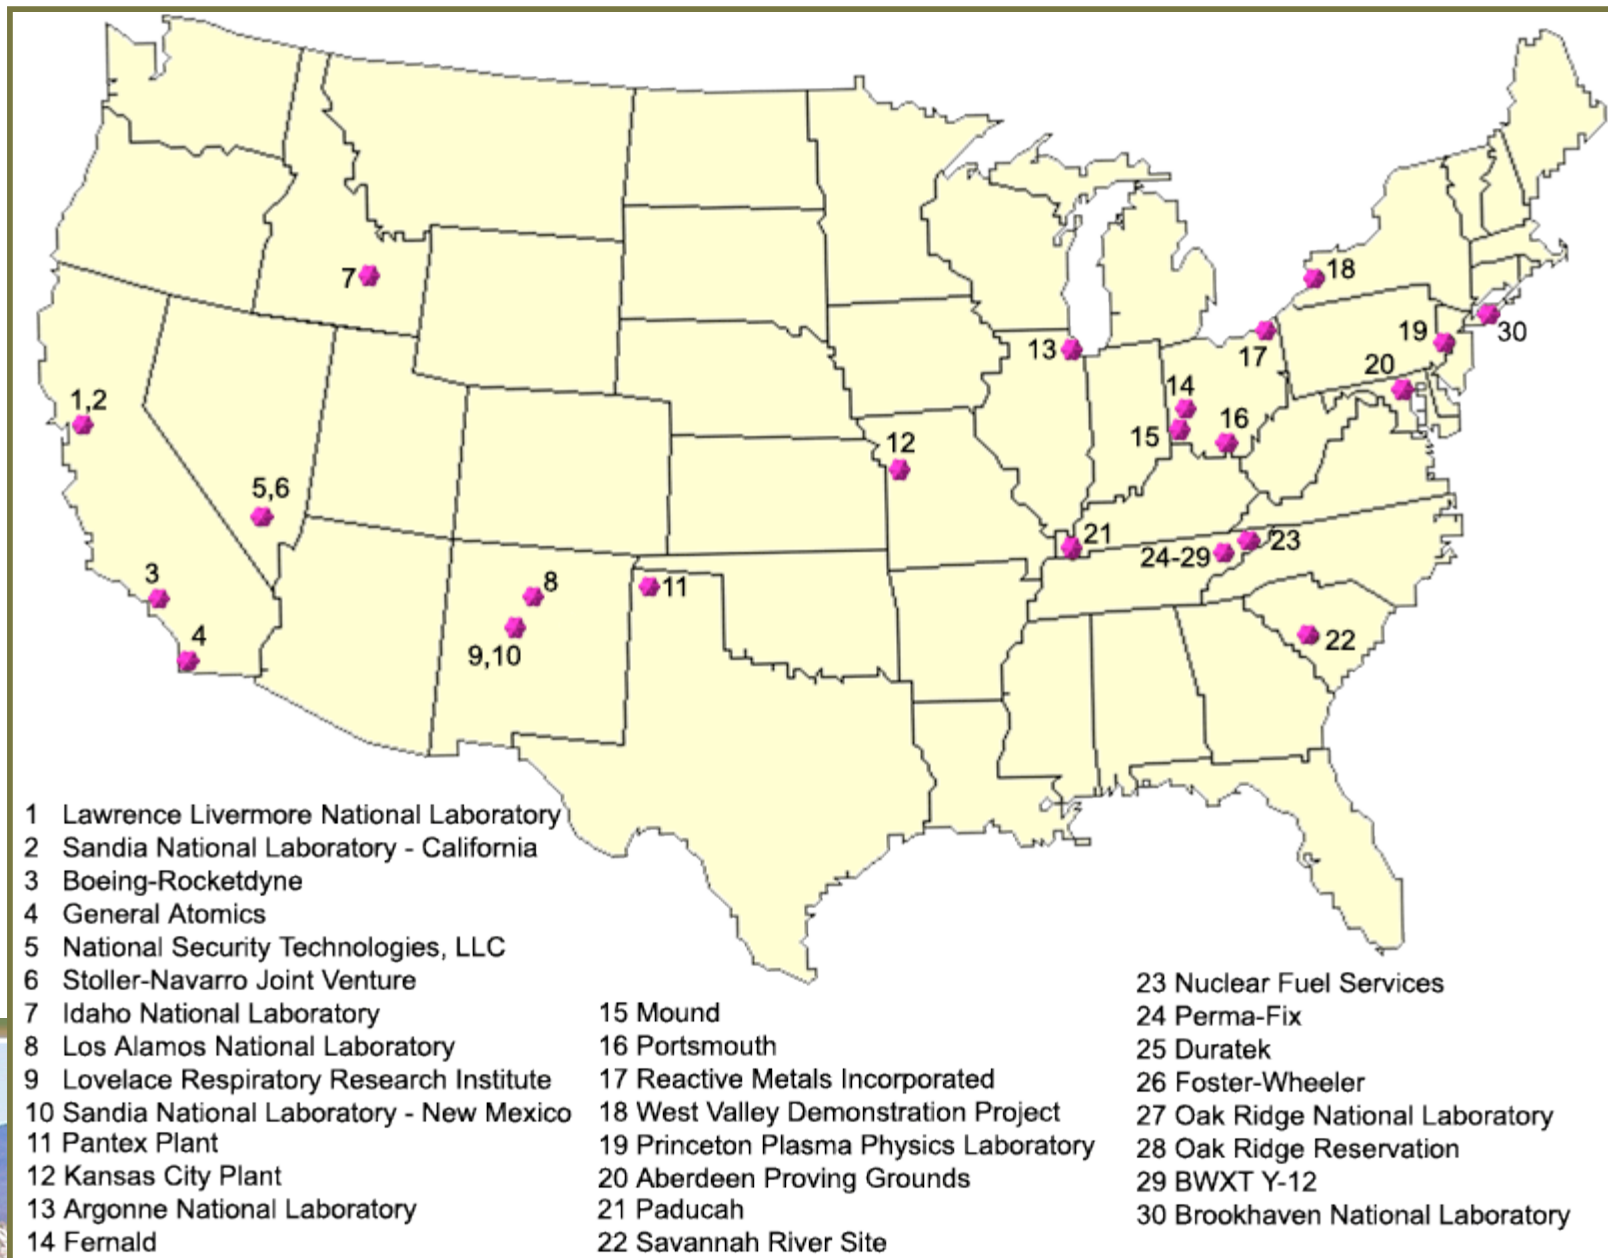 18
7
30
19
17
13
20
14
1,2
16
15
12
5,6
21
23
24-29
3
8
11
4
22
9,10
1 Lawrence Livermore National Laboratory
2 Sandia National Laboratory - California
3 Boeing-Rocketdyne
4 General Atomics
5 National Security Technologies, LLC
6 Stoller-Navarro Joint Venture
7 Idaho National Laboratory
8 Los Alamos National Laboratory
9 Lovelace Respiratory Research Institute
10 Sandia National Laboratory - New Mexico
11 Pantex Plant
12 Kansas City Plant
13 Argonne National Laboratory
14 Fernald
15 Mound
16 Portsmouth
17 Reactive Metals Incorporated
18 West Valley Demonstration Project
19 Princeton Plasma Physics Laboratory
20 Aberdeen Proving Grounds
21 Paducah
22 Savannah River Site
23 Nuclear Fuel Services
24 Perma-Fix
25 Duratek
26 Foster-Wheeler
27 Oak Ridge National Laboratory
28 Oak Ridge Reservation
29 BWXT Y-12
30 Brookhaven National Laboratory